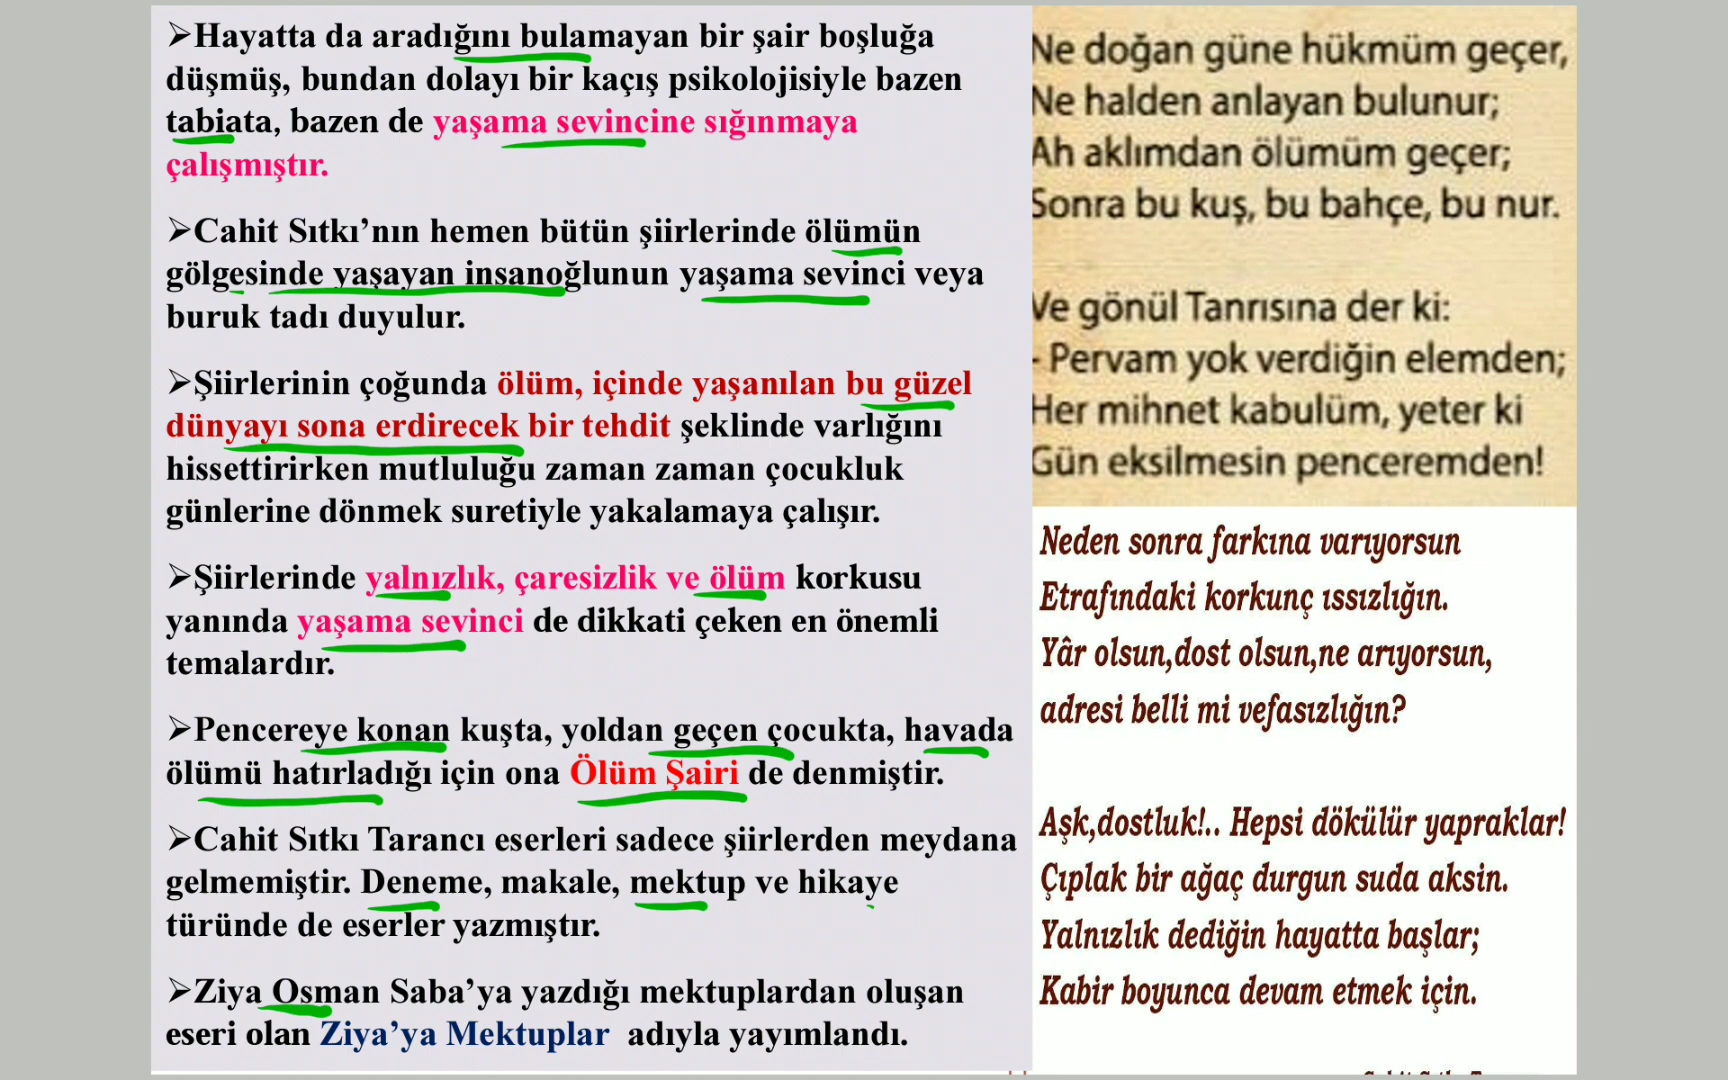 ➢Hayatta da aradığını bulamayan bir şair boşluğa
düşmüş, bundan dolayı bir kaçış psikolojisiyle bazen
tabiata, bazen de yaşama sevincine sığınmaya
çalışmıştır.
➢Cahit Sıtkı’nın hemen bütün şiirlerinde ölümün
gölgesinde yaşayan insanoğlunun yaşama sevinci veya
buruk tadı duyulur.
➢Şiirlerinin çoğunda ölüm, içinde yaşanılan bu güzel
dünyayı sona erdirecek bir tehdit şeklinde varlığını
hissettirirken mutluluğu zaman zaman çocukluk
günlerine dönmek suretiyle yakalamaya çalışır.
➢Şiirlerinde yalnızlık, çaresizlik ve ölüm korkusu
yanında yaşama sevinci de dikkati çeken en önemli
temalardır.
➢Pencereye konan kuşta, yoldan geçen çocukta, havada
ölümü hatırladığı için ona Ölüm Şairi de denmiştir.
➢Cahit Sıtkı Tarancı eserleri sadece şiirlerden meydana
gelmemiştir. Deneme, makale, mektup ve hikaye
türünde de eserler yazmıştır.
➢Ziya Osman Saba’ya yazdığı mektuplardan oluşan
eseri olan Ziya’ya Mektuplar adıyla yayımlandı.
Ne doğan güne hükmüm geçer,
Ne halden anlayan bulunur;
Ah aklımdan ölümüm geçer;
Sonra bu kuş, bu bahçe, bu nur.
Ve gönül Tanrısına der ki:
- Pervam yok verdiğin elemden;
Her mihnet kabulüm, yeter ki
Gün eksilmesin penceremden!
Neden sonra farkına varıyorsun
Etrafındaki korkunç ıssızlığın.
Yâr olsun,dost olsun,ne arıyorsun,
adresi belli mi vefasızlığın?
Aşk,dostluk!.. Hepsi dökülür yapraklar!
Çıplak bir ağaç durgun suda aksin.
Yalnızlık dediğin hayatta başlar;
Kabir boyunca devam etmek için.